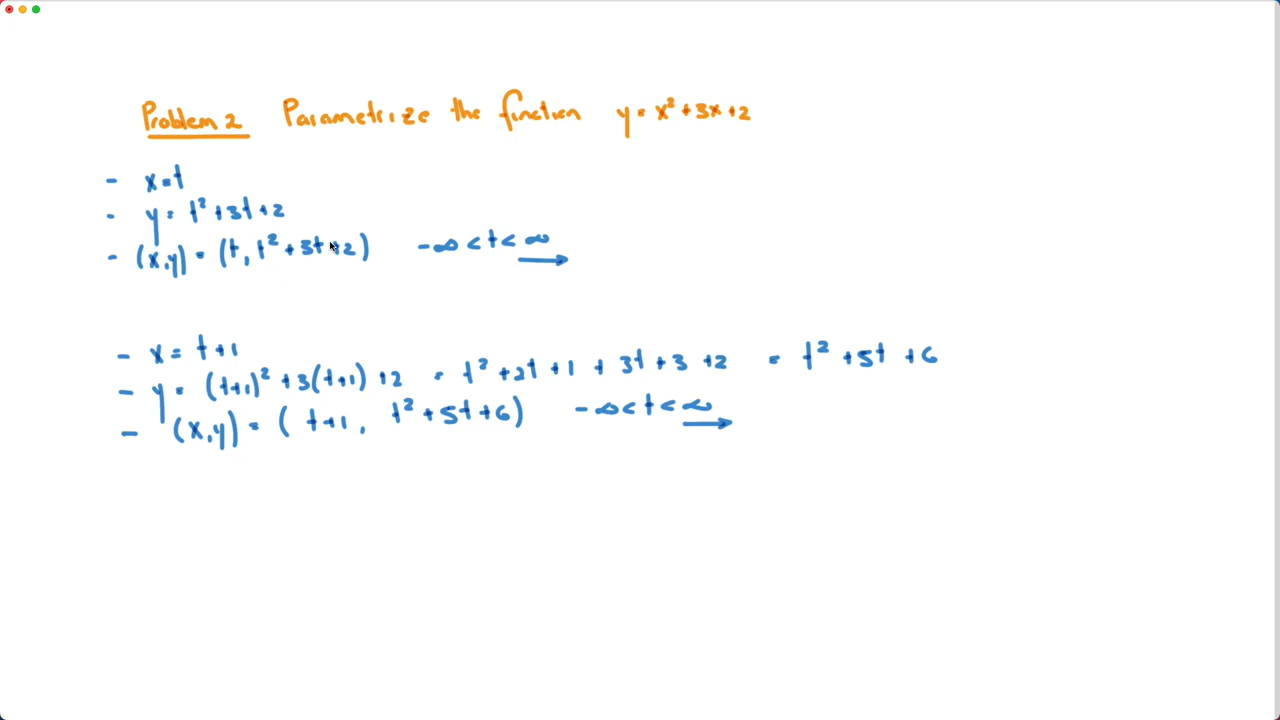 Problem 2 Parametrize the function y = x² + 3x + 2
- x = t
- y = t² + 3t + 2
- (x,y) = (t, t² + 3t + 2) -∞ < t < ∞
- x = t+1
- y = (t+1)² + 3(t+1) + 2 = t² + 2t + 1 + 3t + 3 + 2 = t² + 5t + 6
- (x,y) = (t+1, t² + 5t + 6) -∞ < t < ∞